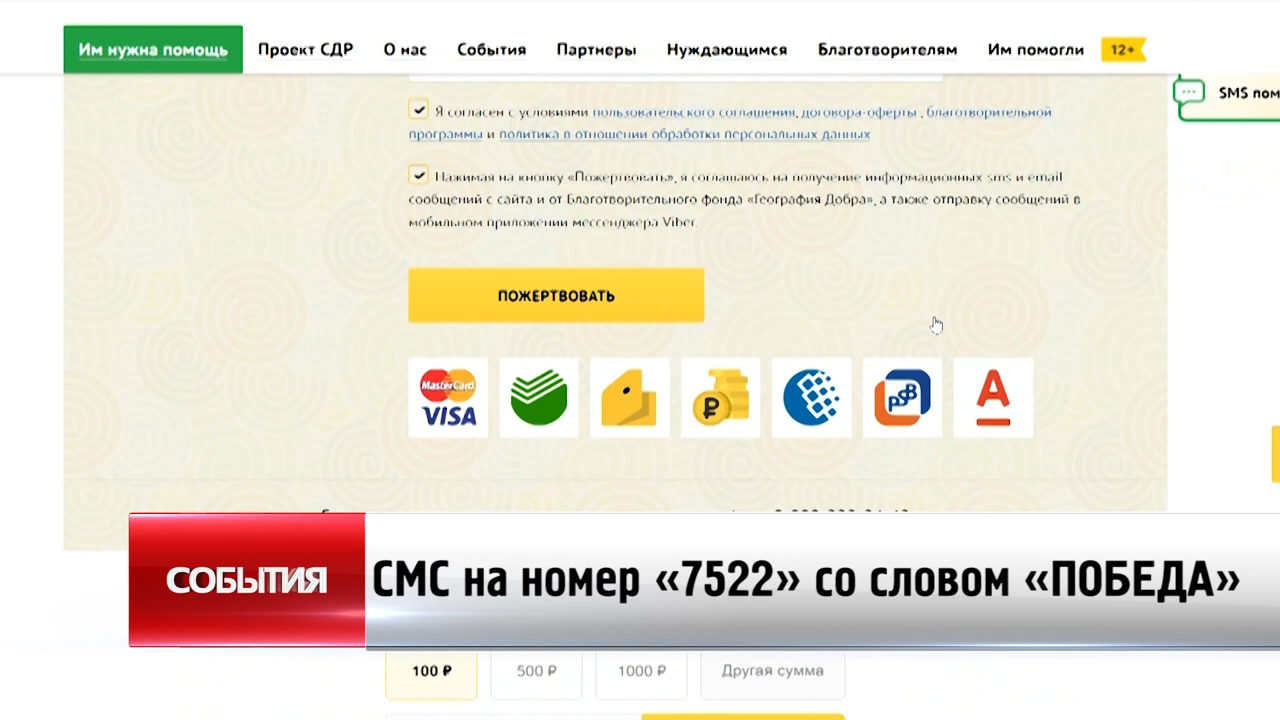 Им нужна помощь Проект СДР О нас События Партнеры Нуждающимся Благотворителям Им помогли 12+
SMS пом
Я согласен с условиями пользовательского соглашения, договора-оферты , благотворительной
программы и политика в отношении обработки персональных данных
Нажимая на кнопку «Пожертвовать», я соглашаюсь на получение информационных sms и email
сообщений с сайта и от Благотворительного фонда «География Добра», а также отправку сообщений в
мобильном приложении мессенджера Viber.
ПОЖЕРТВОВАТЬ
MasterCard
VISA
PSB
А
СОБЫТИЯ
СМС на номер «7522» со словом «ПОБЕДА»
100 ₽ 500 ₽ 1000 ₽ Другая сумма